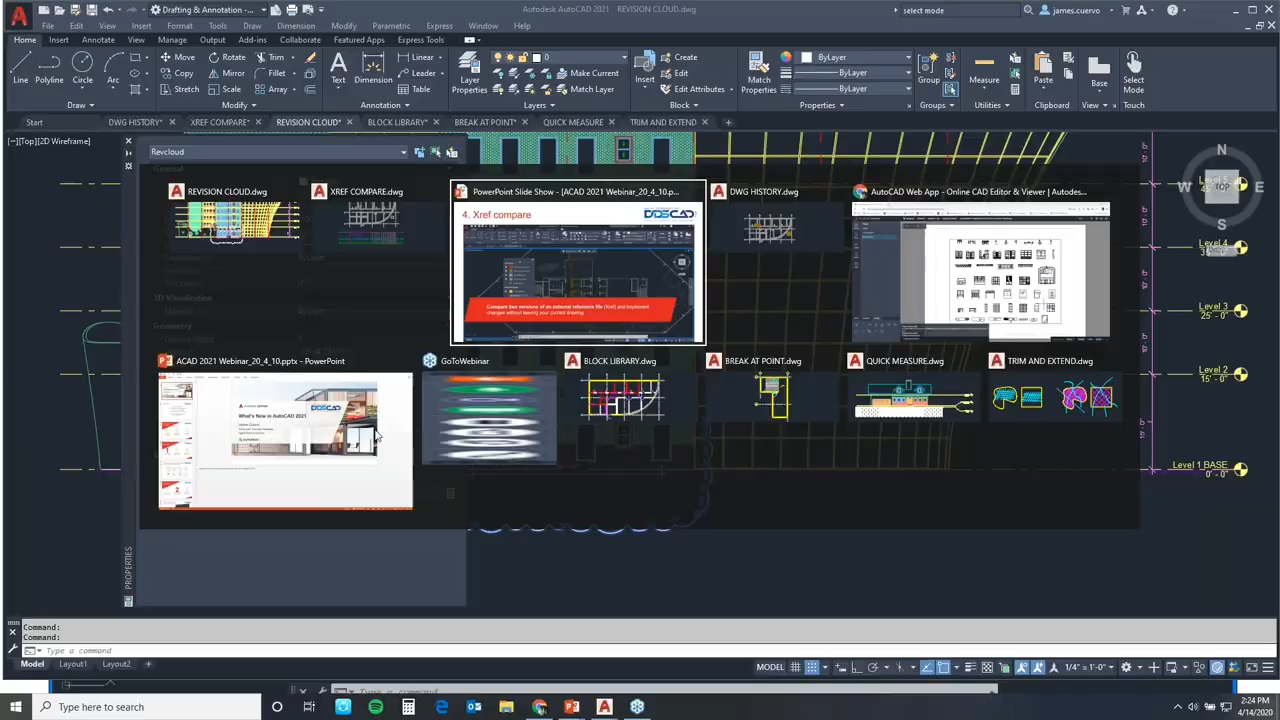 Drafting & Annotation
Autodesk AutoCAD 2021 REVISION CLOUD.dwg
select mode
james.cuervo
File Edit View Insert Format Tools Draw Dimension Modify Parametric Express Window Help
Home Insert Annotate View Manage Output Add-ins Collaborate Featured Apps Express Tools
Line Polyline Circle Arc
Move Rotate Trim
Copy Mirror Fillet
Stretch Scale Array
Text Dimension
Linear
Leader
Table
Layer Properties
0
Make Current
Match Layer
Insert
Create
Edit
Edit Attributes
Match Properties
ByLayer
ByLayer
ByLayer
Group
Measure
Paste
Base
Select Mode
Draw Modify Annotation Layers Block Properties Groups Utilities Clipboard View Touch
Start DWG HISTORY* XREF COMPARE* REVISION CLOUD* BLOCK LIBRARY* BREAK AT POINT* QUICK MEASURE TRIM AND EXTEND
[−][Top][2D Wireframe]
Revcloud
N
W
E
S
General
REVISION CLOUD.dwg
XREF COMPARE.dwg
PowerPoint Slide Show - [ACAD 2021 Webinar_20_4_10.p...
DWG HISTORY.dwg
AutoCAD Web App - Online CAD Editor & Viewer | Autodes...
4. Xref compare
DOSCAD
Compare two versions of an external reference file (Xref) and implement
changes without leaving your current drawing
3D Visualization
Material
Geometry
ACAD 2021 Webinar_20_4_10.pptx - PowerPoint
GoToWebinar
BLOCK LIBRARY.dwg
BREAK AT POINT.dwg
QUICK MEASURE.dwg
TRIM AND EXTEND.dwg
What's New in AutoCAD 2021
Level 2
Level 1 BASE
0' - 0"
PROPERTIES
Command:
Command:
Type a command
Model Layout1 Layout2
MODEL
1/4" = 1'-0"
Type a command
Type here to search
2:24 PM
4/14/2020